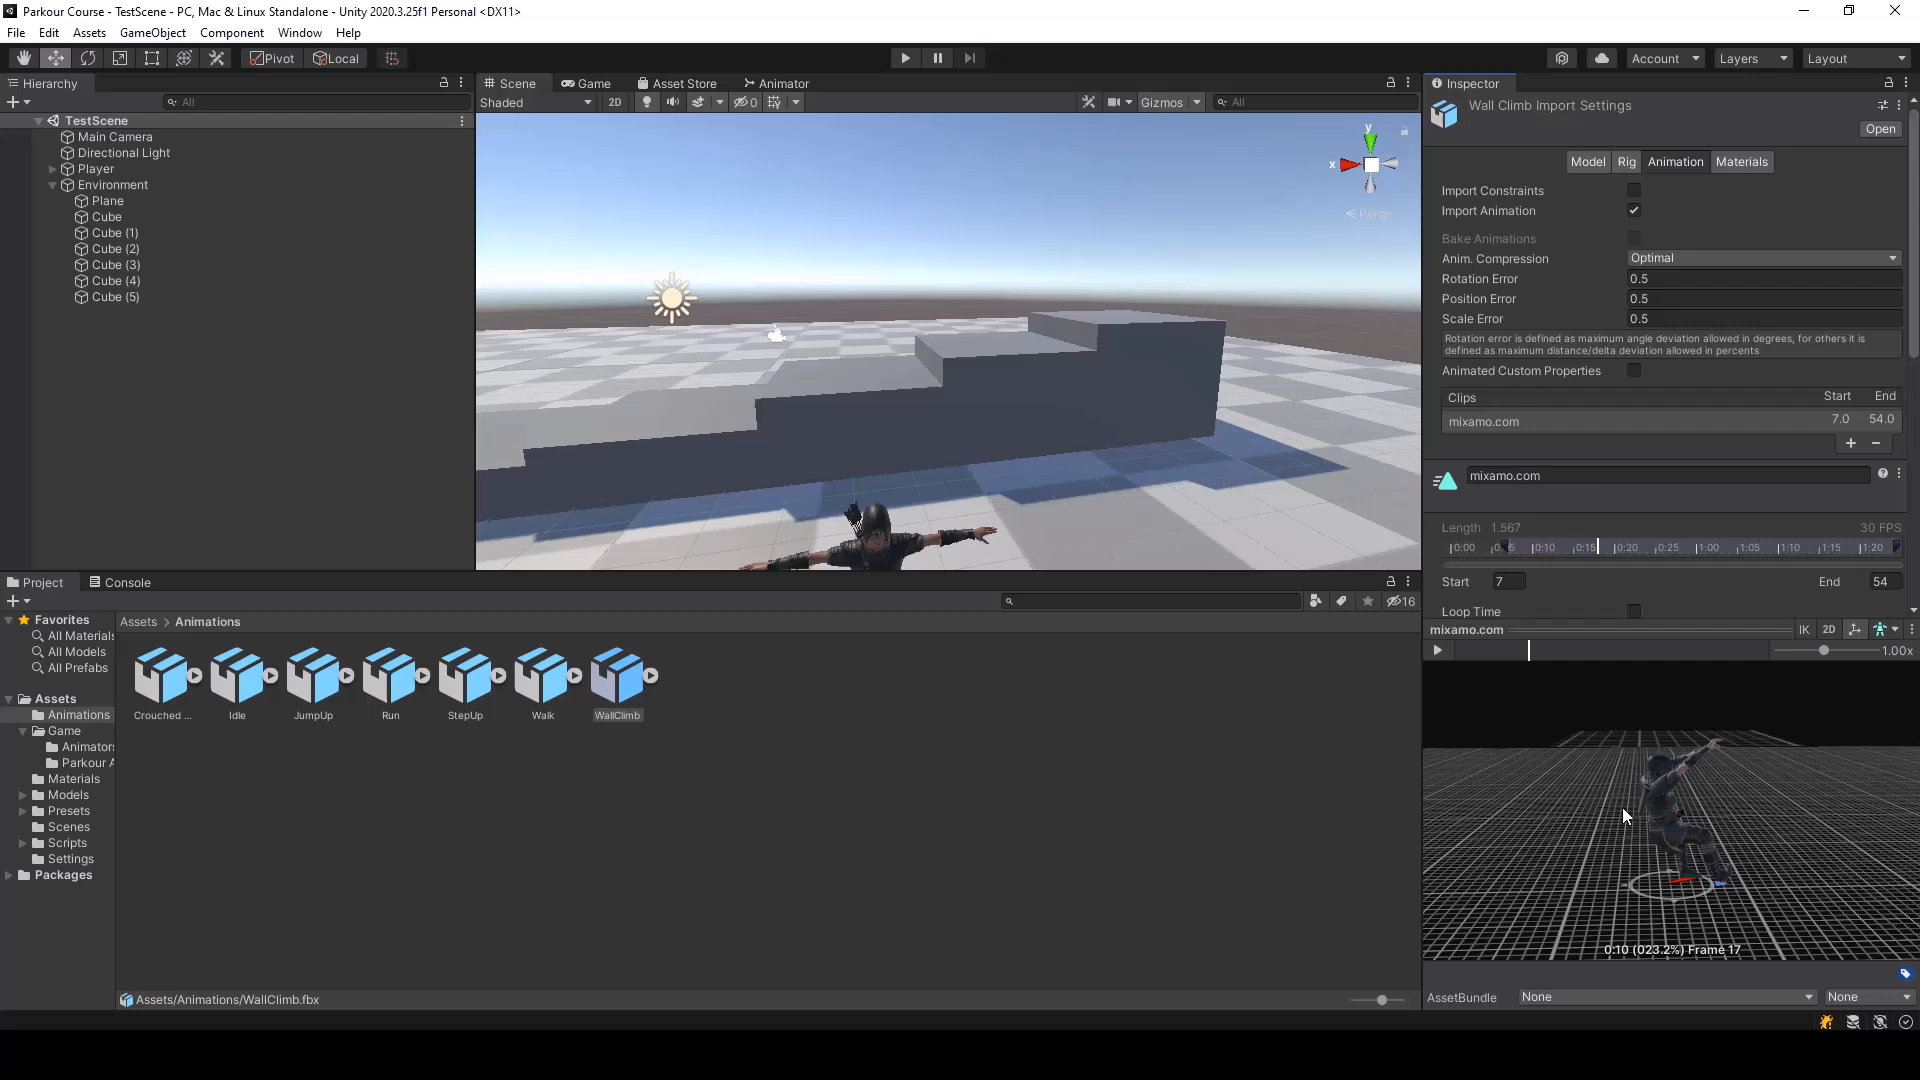 Parkour Course - TestScene - PC, Mac & Linux Standalone - Unity 2020.3.25f1 Personal <DX11>
File Edit Assets GameObject Component Window Help
Pivot Local Account Layers Layout
Hierarchy
All
TestScene
Main Camera
Directional Light
Player
Environment
Plane
Cube
Cube (1)
Cube (2)
Cube (3)
Cube (4)
Cube (5)
Scene Game Asset Store Animator
Shaded 2D 0 Gizmos All
y
x
Persp
Inspector
Wall Climb Import Settings
Open
Model Rig Animation Materials
Import Constraints
Import Animation
Bake Animations
Anim. Compression Optimal
Rotation Error 0.5
Position Error 0.5
Scale Error 0.5
Rotation error is defined as maximum angle deviation allowed in degrees, for others it is
defined as maximum distance/delta deviation allowed in percents
Animated Custom Properties
Clips Start End
mixamo.com 7.0 54.0
mixamo.com
Length 1.567 30 FPS
0:00 0:10 0:15 0:20 0:25 1:00 1:05 1:10 1:15 1:20
Start 7 End 54
Loop Time
mixamo.com IK 2D
1.00x
0:10 (023.2%) Frame 17
AssetBundle None None
Project Console
16
Favorites
All Materials
All Models
All Prefabs
Assets
Animations
Game
Animators
Parkour A
Materials
Models
Presets
Scenes
Scripts
Settings
Packages
Assets > Animations
Crouched ... Idle JumpUp Run StepUp Walk WallClimb
Assets/Animations/WallClimb.fbx